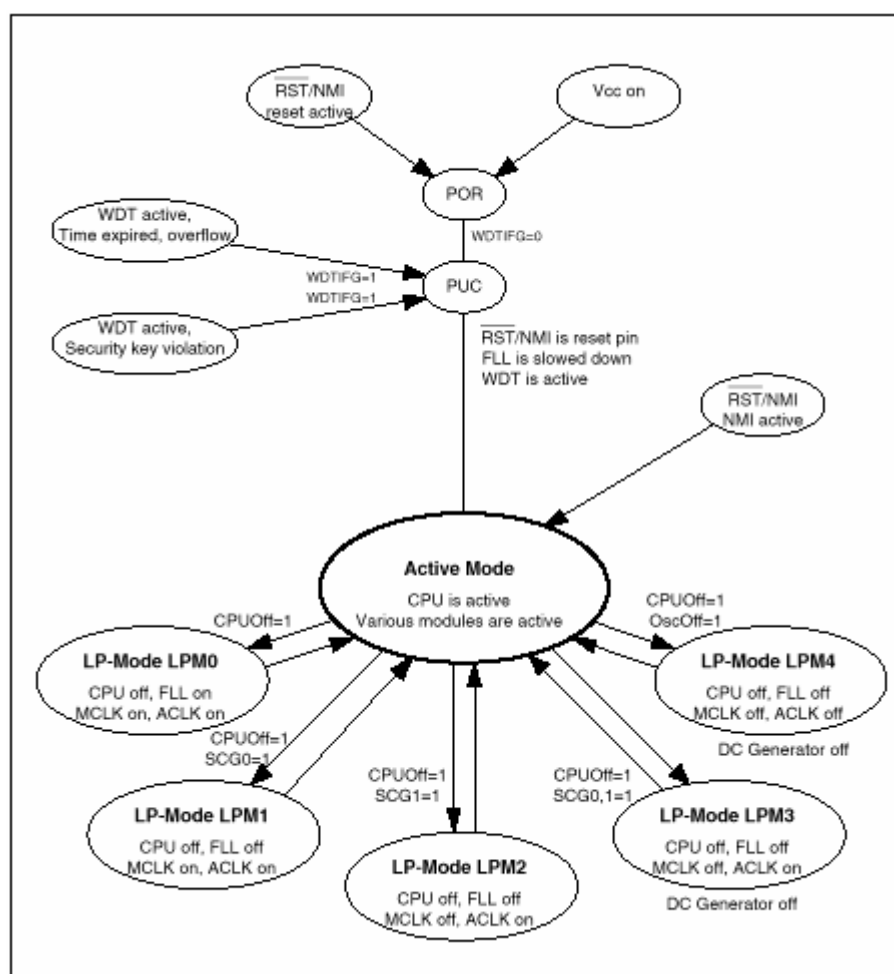 RST/NMI
reset active
Vcc on
POR
WDTIFG=0
WDT active,
Time expired, overflow
WDTIFG=1
WDTIFG=1
PUC
WDT active,
Security key violation
RST/NMI is reset pin
FLL is slowed down
WDT is active
RST/NMI
NMI active
Active Mode
CPU is active
Various modules are active
CPUOff=1
CPUOff=1
OscOff=1
LP-Mode LPM0
CPU off, FLL on
MCLK on, ACLK on
LP-Mode LPM4
CPU off, FLL off
MCLK off, ACLK off
DC Generator off
CPUOff=1
SCG0=1
CPUOff=1
SCG1=1
CPUOff=1
SCG0,1=1
LP-Mode LPM1
CPU off, FLL off
MCLK on, ACLK on
LP-Mode LPM2
CPU off, FLL off
MCLK off, ACLK on
LP-Mode LPM3
CPU off, FLL off
MCLK off, ACLK on
DC Generator off